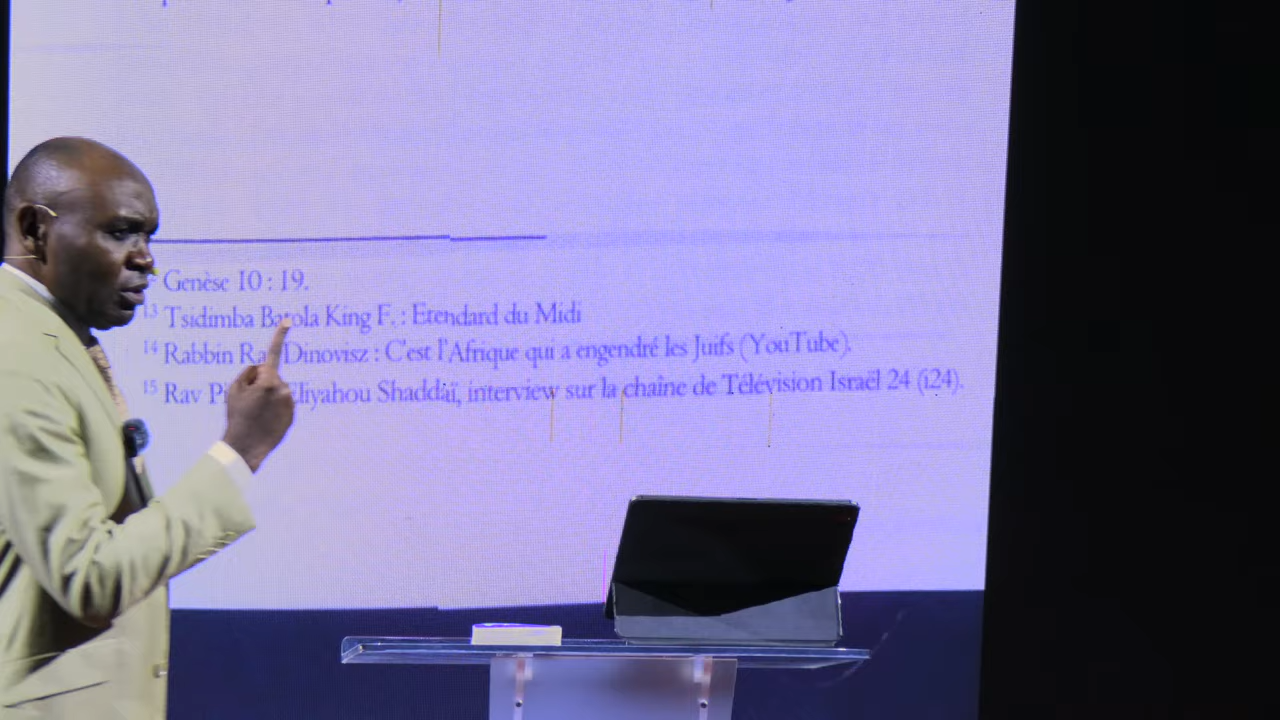 Genèse 10 : 19.
13 Tsidimba Batola King F. : Etendard du Midi
14 Rabbin Ra Dinovisz : C'est l'Afrique qui a engendré les Juifs (YouTube).
15 Rav Eliyahou Shaddaï, interview sur la chaîne de Télévision Israël 24 (i24).